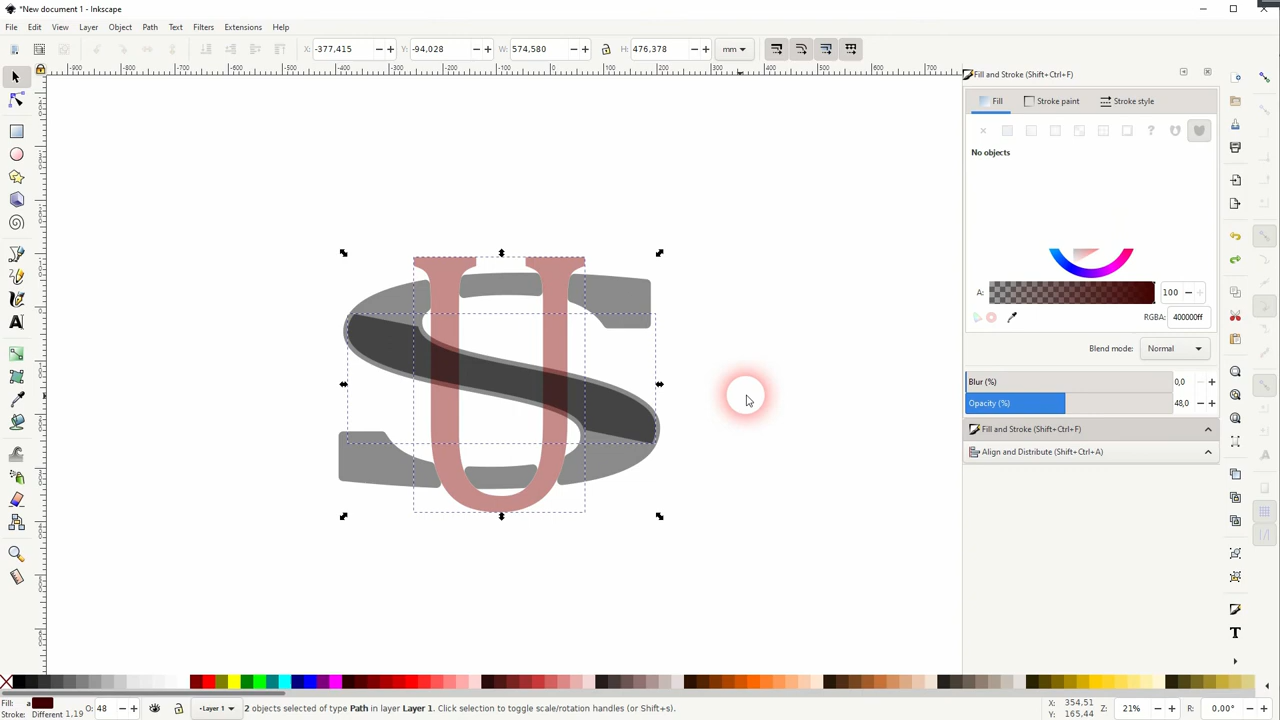 *New document 1 - Inkscape
File Edit View Layer Object Path Text Filters Extensions Help
X: -377,415 - + Y: -94,028 - + W: 574,580 - + H: 476,378 - + mm
Fill and Stroke (Shift+Ctrl+F)
Fill Stroke paint Stroke style
No objects
A: 100 - +
RGBA: 400000ff
Blend mode: Normal
Blur (%) 0,0 - +
Opacity (%) 48,0 - +
Fill and Stroke (Shift+Ctrl+F)
Align and Distribute (Shift+Ctrl+A)
US
Fill: a O: 48 - + -Layer 1 2 objects selected of type Path in layer Layer 1. Click selection to toggle scale/rotation handles (or Shift+s). X: 354.51 Z: 21% - + R: 0.00° - +
Stroke: Different 1,19 Y: 165,44